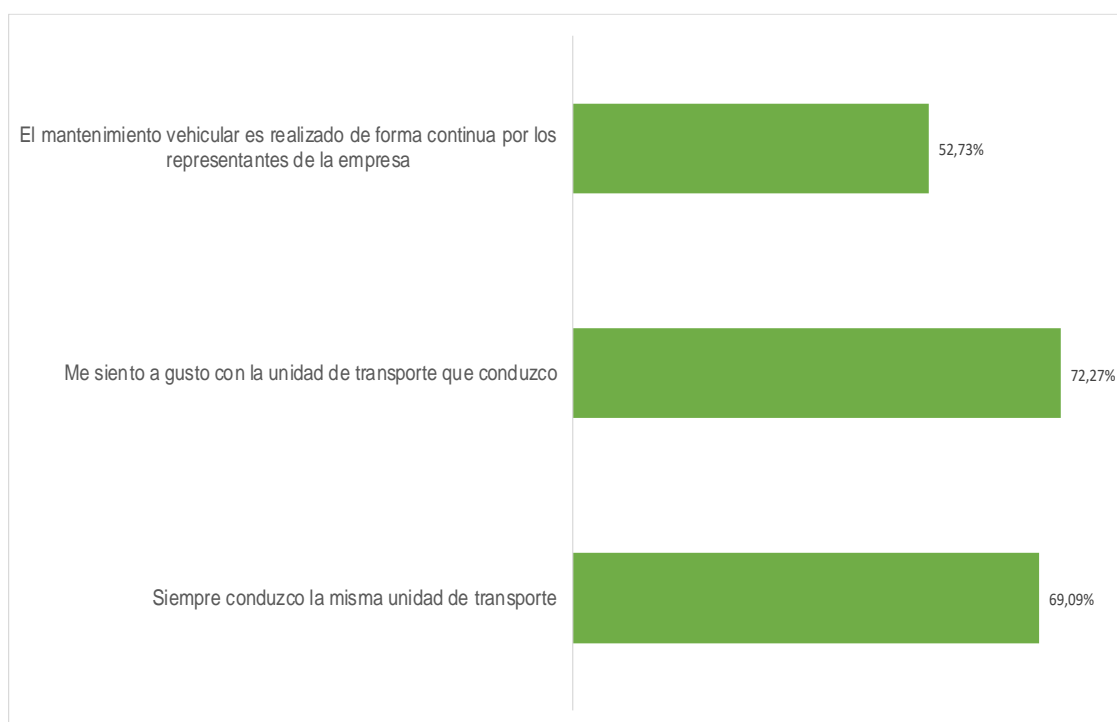 El mantenimiento vehicular es realizado de forma continua por los
representantes de la empresa
52,73%
Me siento a gusto con la unidad de transporte que conduzco
72,27%
Siempre conduzco la misma unidad de transporte
69,09%